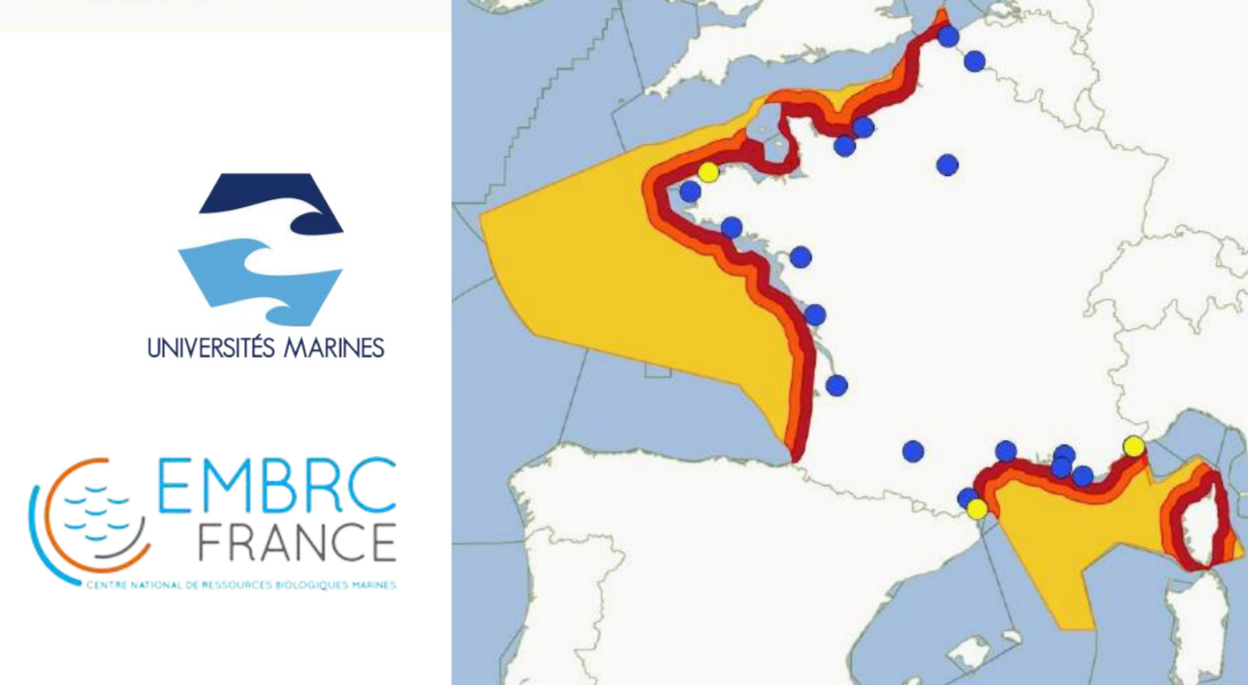 UNIVERSITÉS MARINES
EMBRC
FRANCE
CENTRE NATIONAL DE RESSOURCES BIOLOGIQUES MARINES